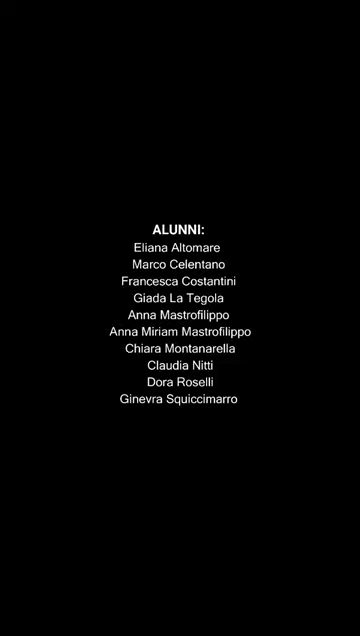 ALUNNI:
Eliana Altomare
Marco Celentano
Francesca Costantini
Giada La Tegola
Anna Mastrofilippo
Anna Miriam Mastrofilippo
Chiara Montanarella
Claudia Nitti
Dora Roselli
Ginevra Squiccimarro